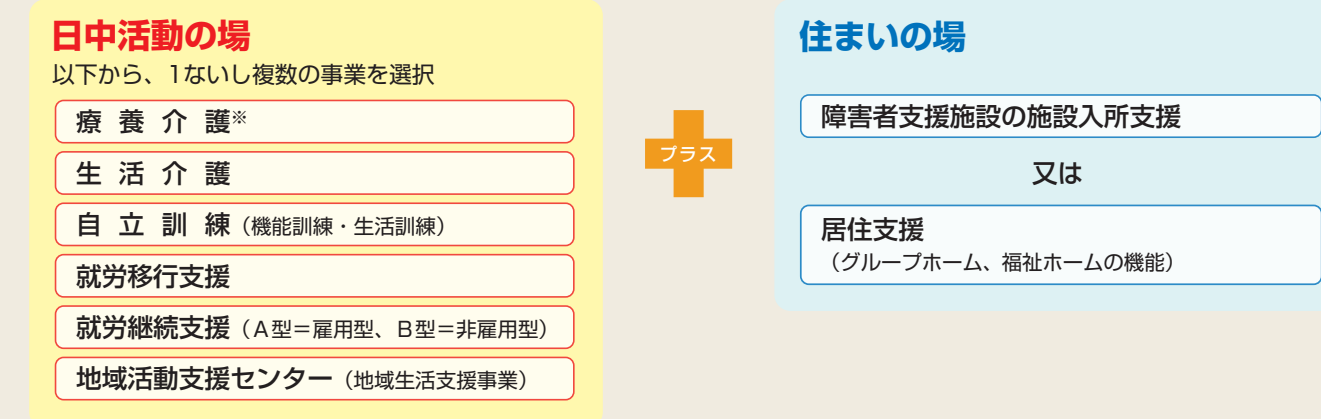 日中活動の場
以下から、1ないし複数の事業を選択
療養介護※
生活介護
自立訓練（機能訓練・生活訓練）
就労移行支援
就労継続支援（A型＝雇用型、B型＝非雇用型）
地域活動支援センター（地域生活支援事業）
プラス
住まいの場
障害者支援施設の施設入所支援
又は
居住支援
（グループホーム、福祉ホームの機能）